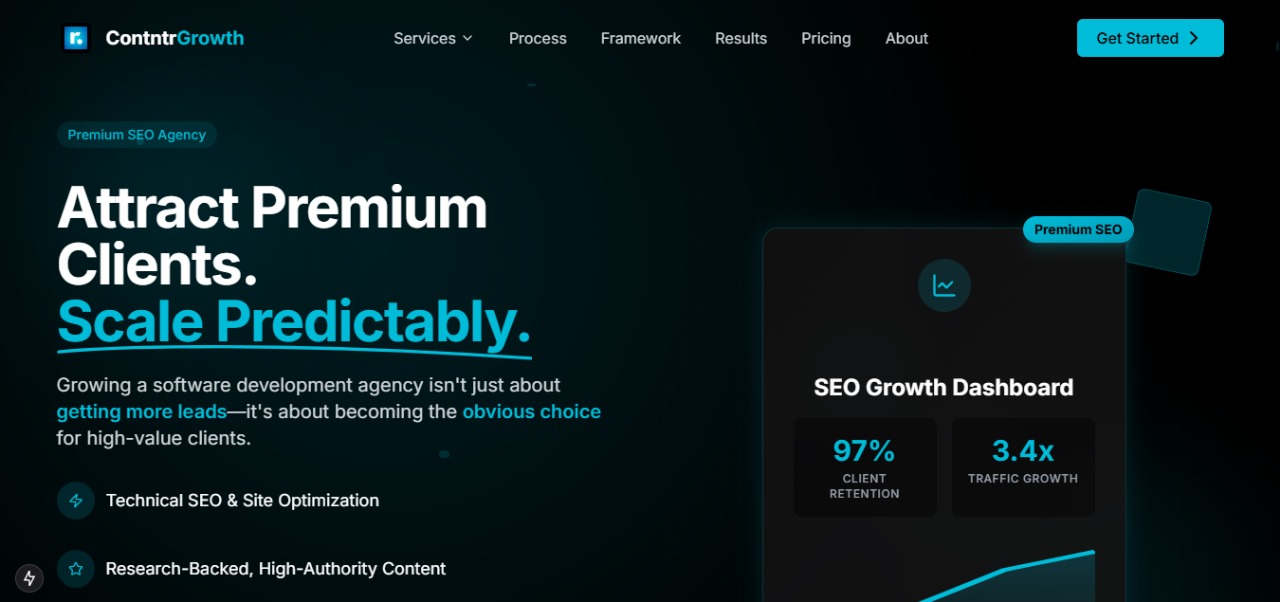 r.
ContntrGrowth
Services
Process
Framework
Results
Pricing
About
Get Started
Premium SEO Agency
Attract Premium
Clients.
Scale Predictably.
Growing a software development agency isn't just about
getting more leads—it's about becoming the obvious choice
for high-value clients.
Technical SEO & Site Optimization
Research-Backed, High-Authority Content
Premium SEO
SEO Growth Dashboard
97%
CLIENT
RETENTION
3.4x
TRAFFIC GROWTH